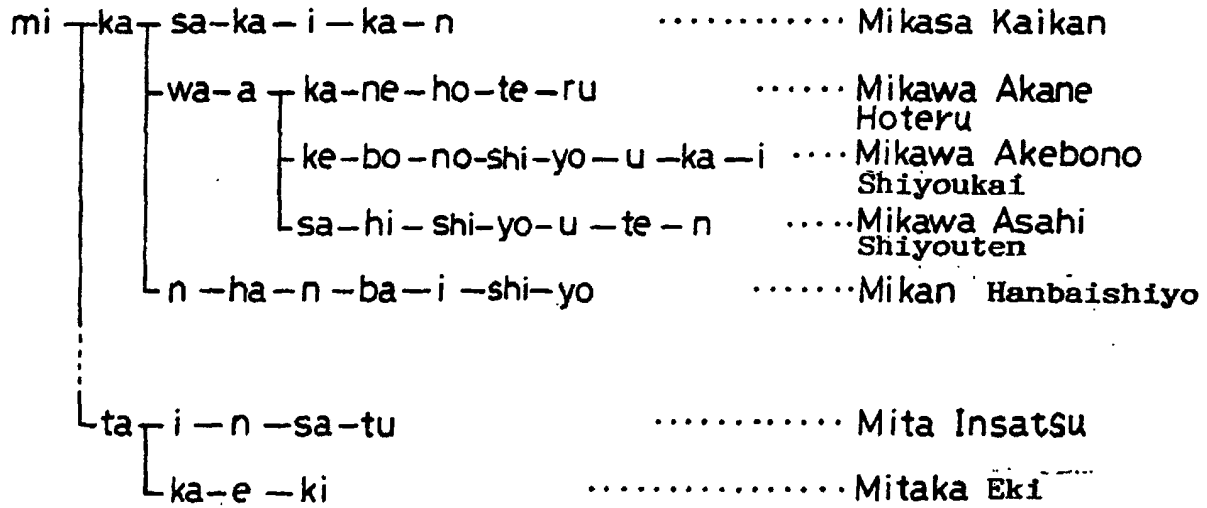 mi ka sa-ka-i-ka-n ············ Mikasa Kaikan
wa-a ka-ne-ho-te-ru ······ Mikawa Akane
Hoteru
ke-bo-no-shi-yo-u-ka-i ···· Mikawa Akebono
Shiyoukai
sa-hi-shi-yo-u-te-n ····· Mikawa Asahi
Shiyouten
n-ha-n-ba-i-shi-yo ······· Mikan Hanbaishiyo
ta i-n-sa-tu ············ Mita Insatsu
ka-e-ki ················ Mitaka Eki